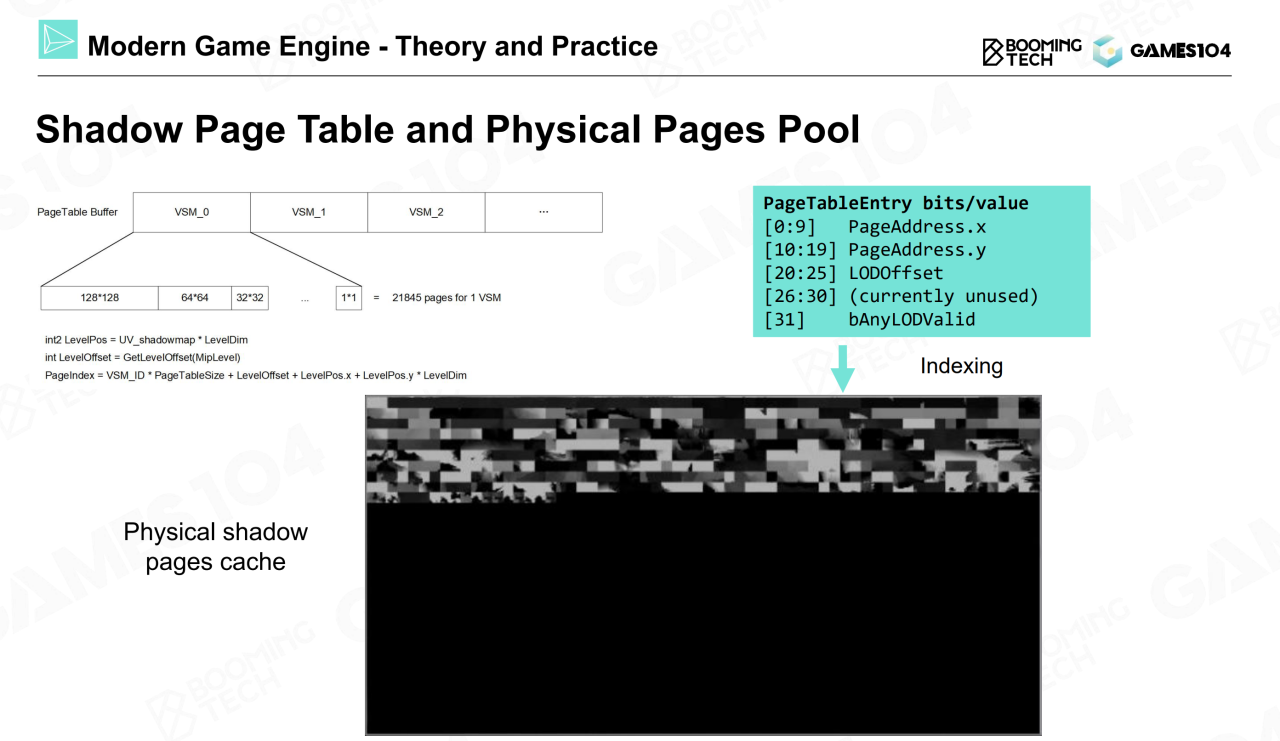 Modern Game Engine - Theory and Practice
BOOMING
TECH
GAMES104
Shadow Page Table and Physical Pages Pool
PageTable Buffer
VSM_0
VSM_1
VSM_2
...
128*128
64*64
32*32
...
1*1
= 21845 pages for 1 VSM
int2 LevelPos = UV_shadowmap * LevelDim
int LevelOffset = GetLevelOffset(MipLevel)
PageIndex = VSM_ID * PageTableSize + LevelOffset + LevelPos.x + LevelPos.y * LevelDim
PageTableEntry bits/value
[0:9] PageAddress.x
[10:19] PageAddress.y
[20:25] LODOffset
[26:30] (currently unused)
[31] bAnyLODValid
Indexing
Physical shadow
pages cache